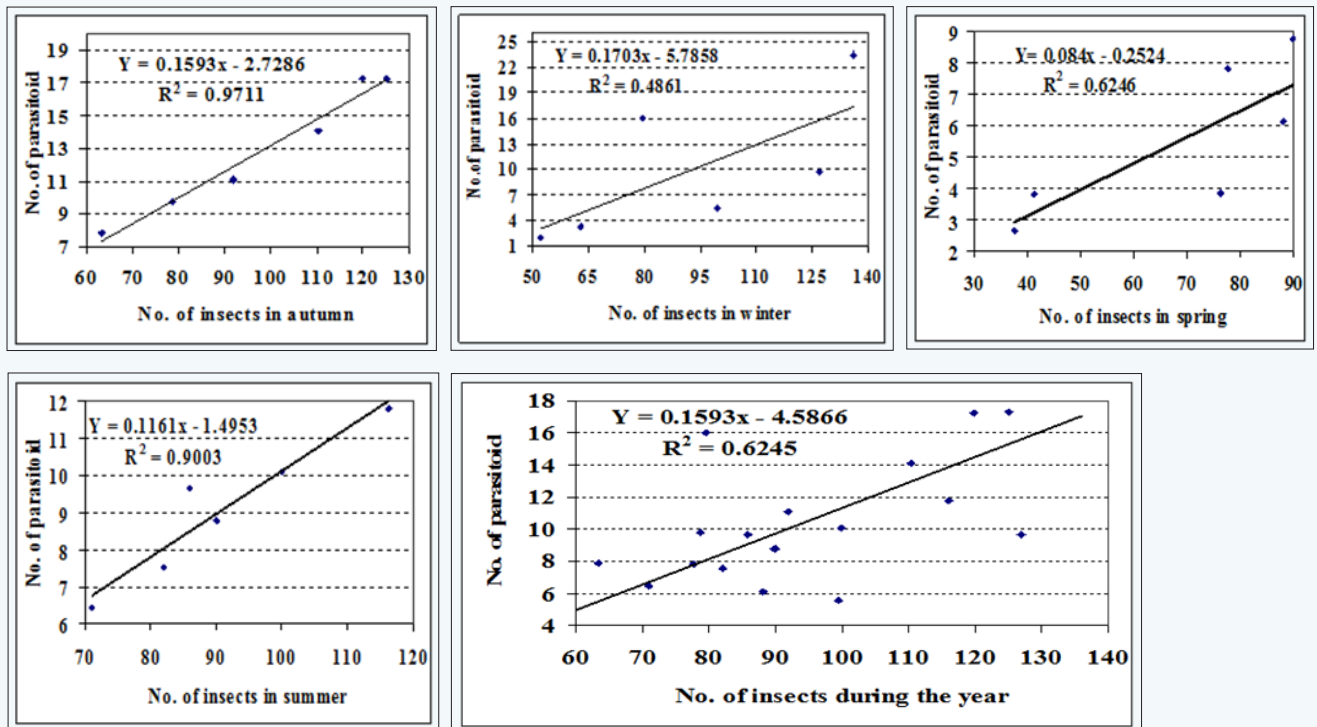 No. of parasitoid
19
17
15
13
11
9
7
Y = 0.1593x - 2.7286
R² = 0.9711
60 70 80 90 100 110 120 130
No. of insects in autumn
No.of parasitoid
25
22
19
16
13
10
7
4
1
Y = 0.1703x - 5.7858
R² = 0.4861
50 65 80 95 110 125 140
No. of insects in winter
No. of parasitoid
9
8
7
6
5
4
3
2
Y= 0.084x - 0.2524
R² = 0.6246
30 40 50 60 70 80 90
No. of insects in spring
No. of parasitoid
12
11
10
9
8
7
6
Y = 0.1161x - 1.4953
R² = 0.9003
70 80 90 100 110 120
No. of insects in summer
No. of parasitoid
18
16
14
12
10
8
6
4
Y = 0.1593x - 4.5866
R² = 0.6245
60 70 80 90 100 110 120 130 140
No. of insects during the year